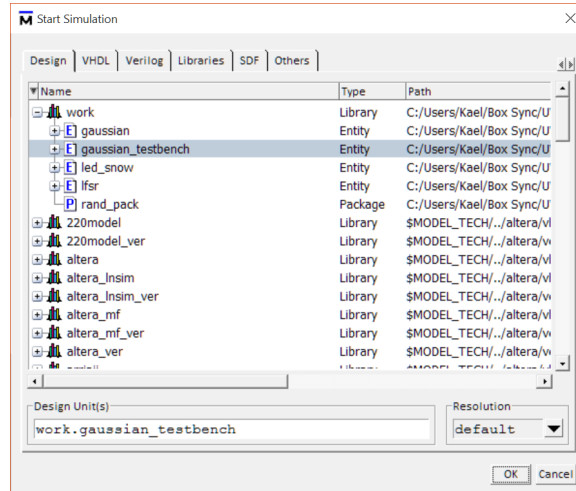 Start Simulation
Design VHDL Verilog Libraries SDF Others
Name Type Path
work Library C:/Users/Kael/Box Sync/U
gaussian Entity C:/Users/Kael/Box Sync/U
gaussian_testbench Entity C:/Users/Kael/Box Sync/U
led_snow Entity C:/Users/Kael/Box Sync/U
lfsr Entity C:/Users/Kael/Box Sync/U
rand_pack Package C:/Users/Kael/Box Sync/U
220model Library $MODEL_TECH/../altera/vl
220model_ver Library $MODEL_TECH/../altera/ve
altera Library $MODEL_TECH/../altera/vl
altera_lnsim Library $MODEL_TECH/../altera/vl
altera_lnsim_ver Library $MODEL_TECH/../altera/ve
altera_mf Library $MODEL_TECH/../altera/vl
altera_mf_ver Library $MODEL_TECH/../altera/ve
altera_ver Library $MODEL_TECH/../altera/ve
Design Unit(s) Resolution
work.gaussian_testbench default
OK Cancel